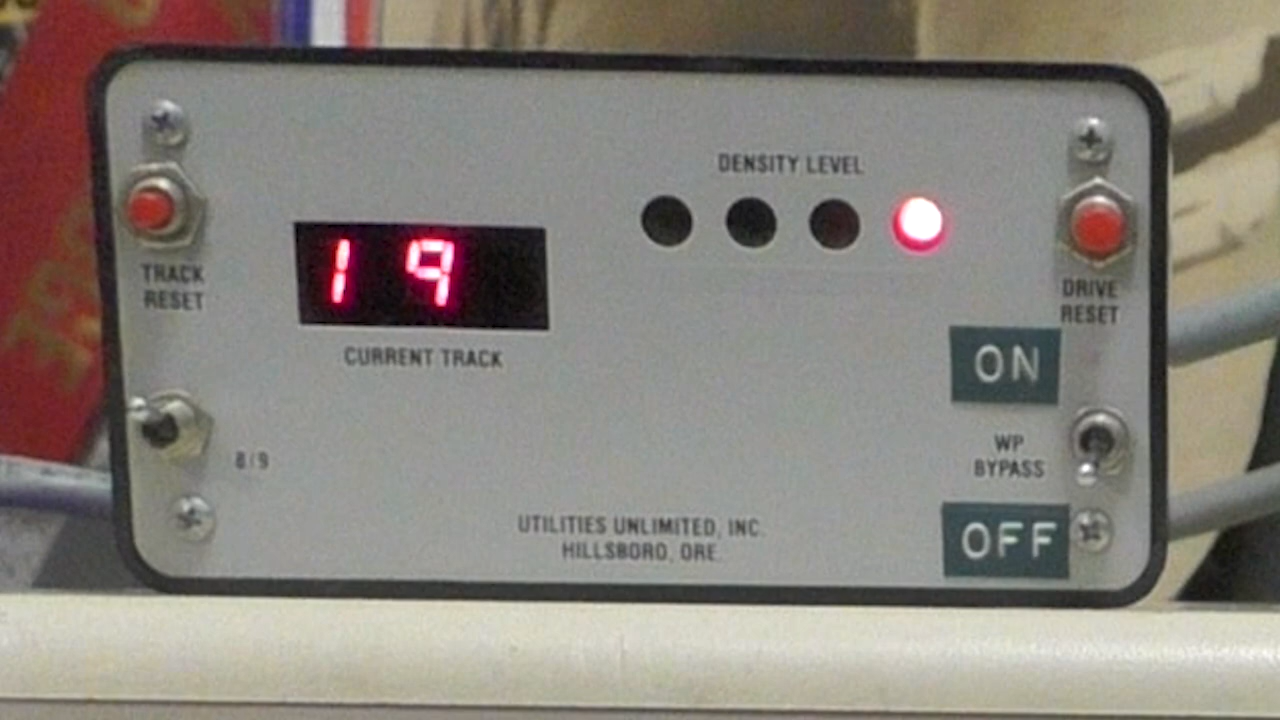 DENSITY LEVEL
19
TRACK
RESET
CURRENT TRACK
DRIVE
RESET
ON
8/9
WP
BYPASS
OFF
UTILITIES UNLIMITED, INC.
HILLSBORO, ORE.